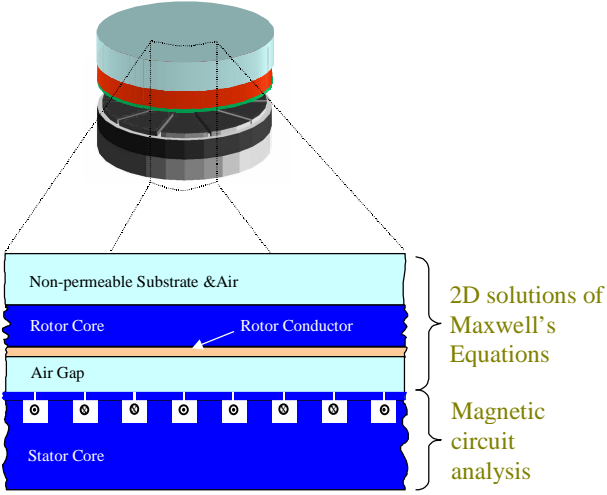 Non-permeable Substrate &Air
Rotor Core
Rotor Conductor
Air Gap
Stator Core
2D solutions of
Maxwell's
Equations
Magnetic
circuit
analysis